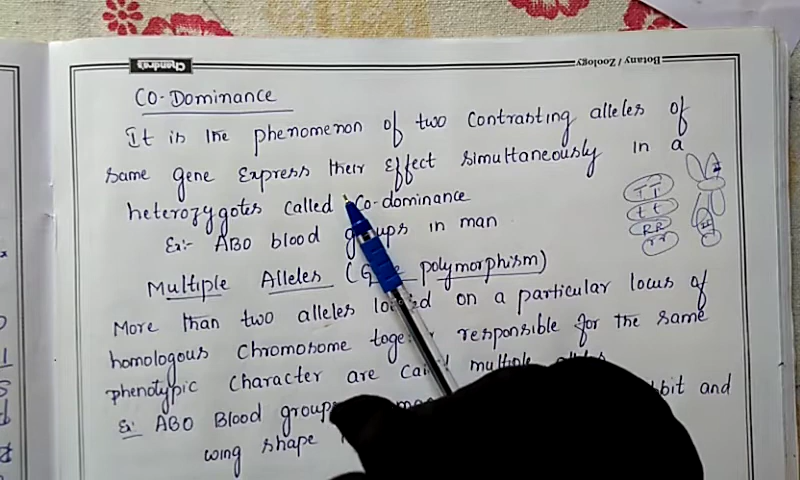 Botany / Zoology
Chandra's
Co-Dominance
It is the phenomenon of two contrasting alleles of
same gene express their effect simultaneously in a
heterozygotes called Co-dominance
Ex:- ABO blood groups in man
Multiple Alleles (Gene polymorphism)
More than two alleles located on a particular locus of
homologous chromosome together responsible for the same
phenotypic character are called multiple
Ex: ABO Blood groups and
wing shape
TT
tt
RR
rr